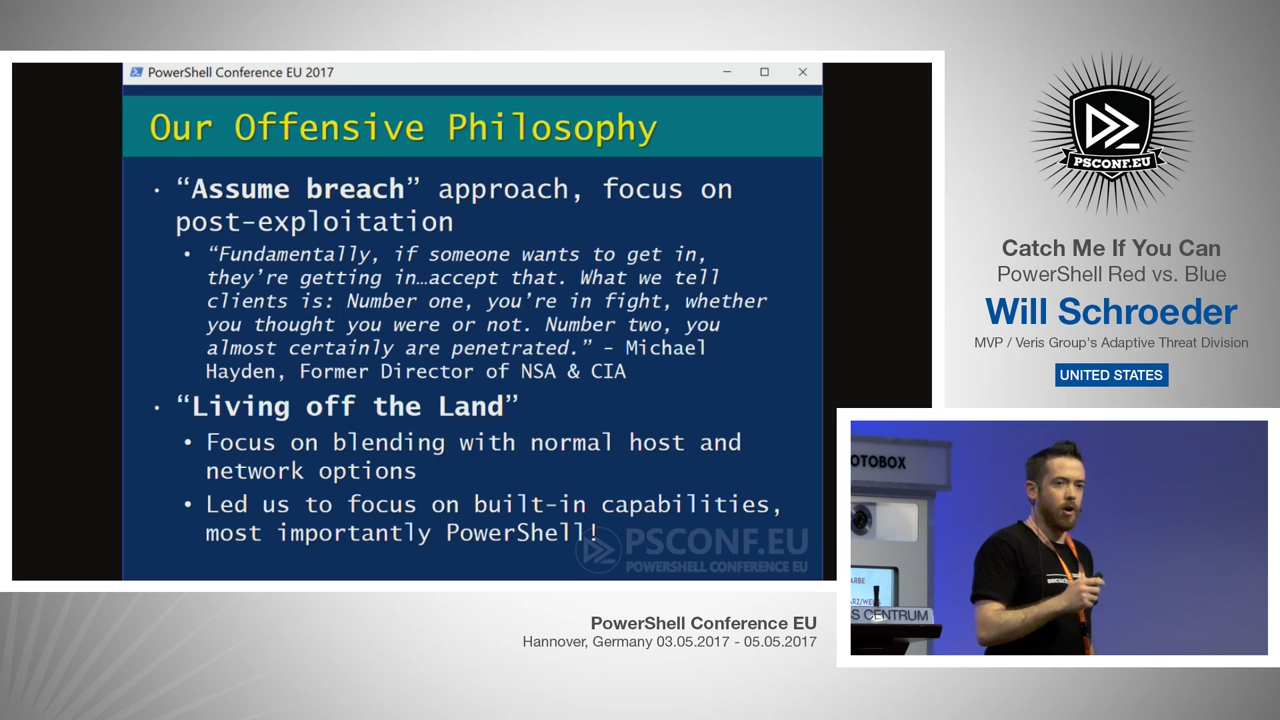 PowerShell Conference EU 2017
Our Offensive Philosophy
· “Assume breach” approach, focus on
post-exploitation
• “Fundamentally, if someone wants to get in,
they’re getting in…accept that. What we tell
clients is: Number one, you’re in fight, whether
you thought you were or not. Number two, you
almost certainly are penetrated.” - Michael
Hayden, Former Director of NSA & CIA
· “Living off the Land”
• Focus on blending with normal host and
network options
• Led us to focus on built-in capabilities,
most importantly PowerShell!
PSCONF.EU
POWERSHELL CONFERENCE EU
PSCONF.EU
Catch Me If You Can
PowerShell Red vs. Blue
Will Schroeder
MVP / Veris Group's Adaptive Threat Division
UNITED STATES
OTOBOX
ARBE
S CENTRUM
PowerShell Conference EU
Hannover, Germany 03.05.2017 - 05.05.2017